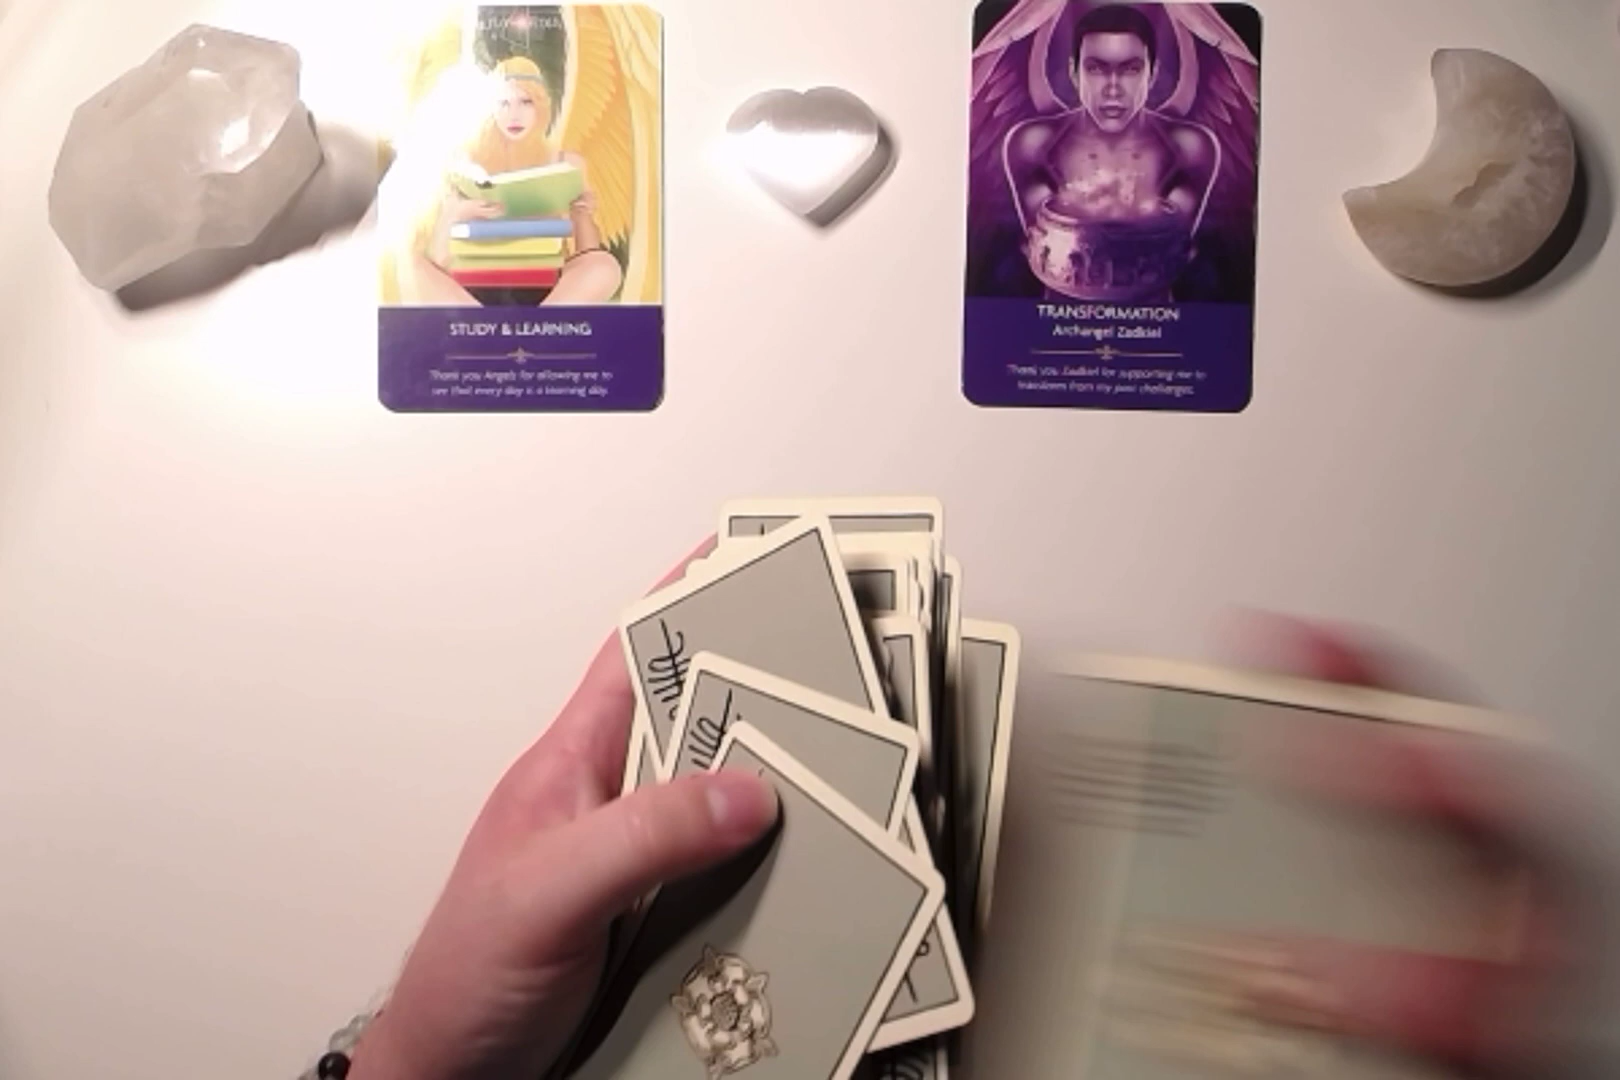 STUDY & LEARNING
Thank you Angels for allowing me to
see that every day is a learning day.
TRANSFORMATION
Archangel Zadkiel
Thank you Zadkiel for supporting me to
transform from my past challenges.